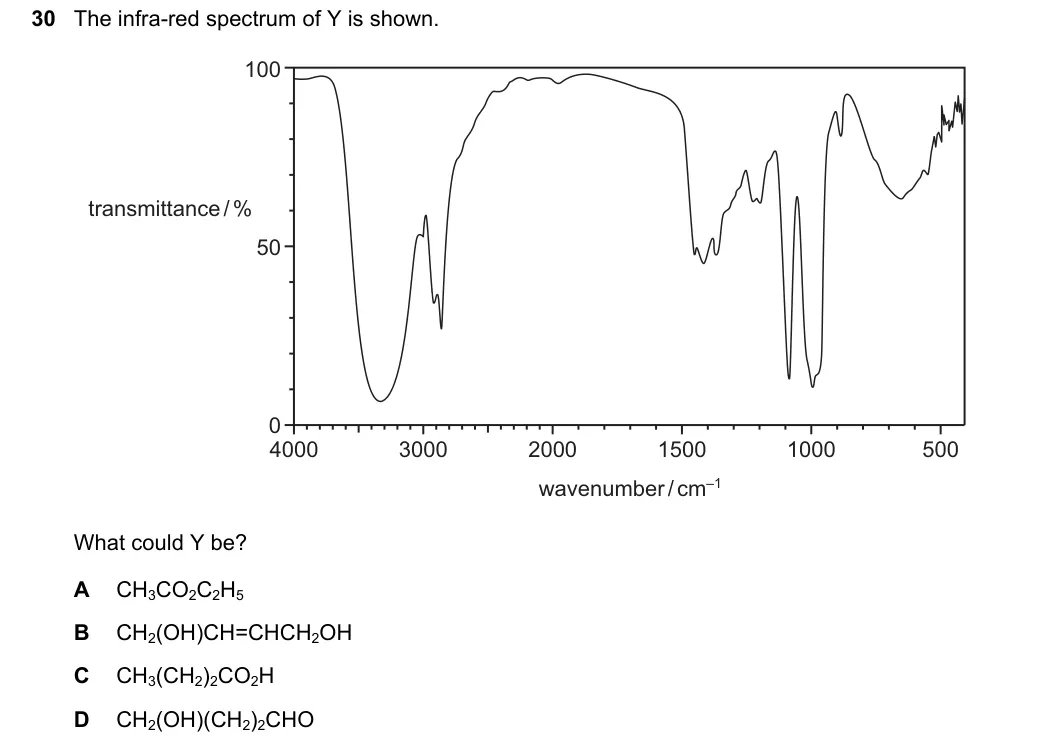 30 The infra-red spectrum of Y is shown.
100
transmittance / %
50
0
4000 3000 2000 1500 1000 500
wavenumber / cm⁻¹
What could Y be?
A CH₃CO₂C₂H₅
B CH₂(OH)CH=CHCH₂OH
C CH₃(CH₂)₂CO₂H
D CH₂(OH)(CH₂)₂CHO